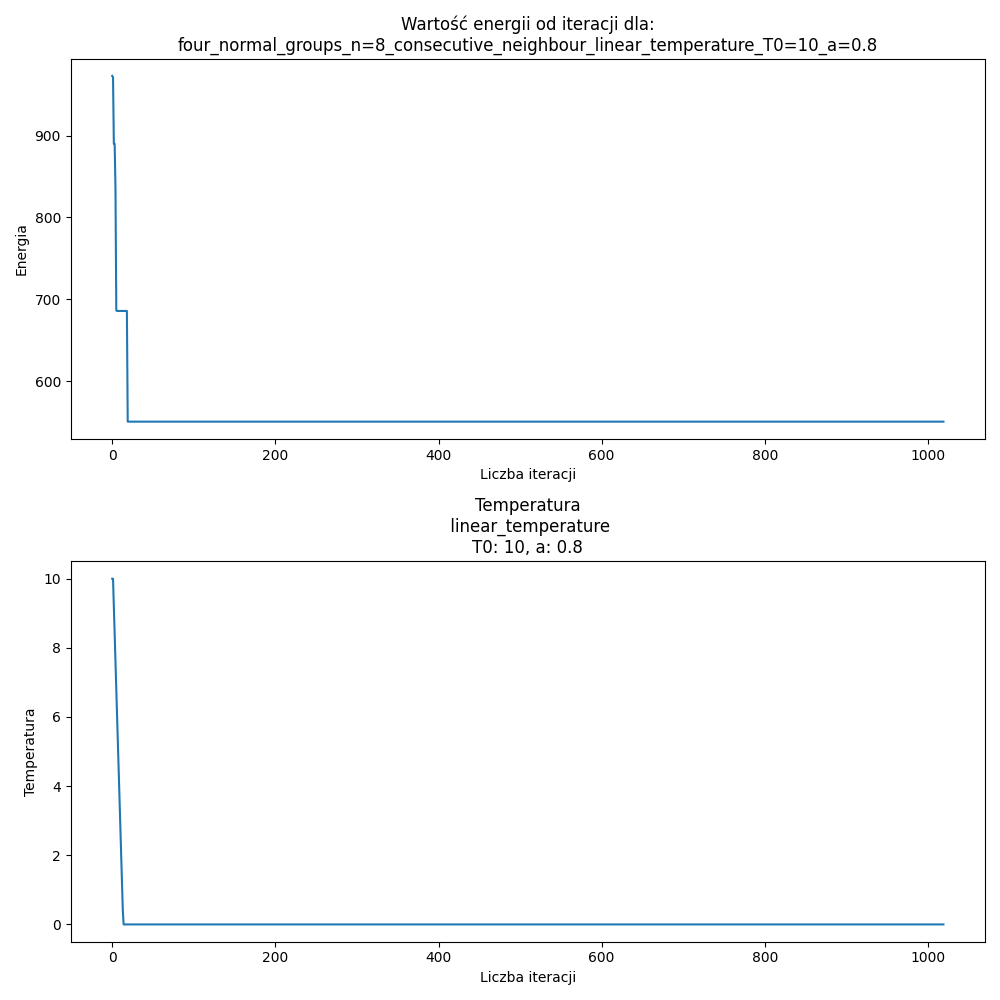 Wartość energii od iteracji dla:
four_normal_groups_n=8_consecutive_neighbour_linear_temperature_T0=10_a=0.8
900
800
700
600
Energia
0 200 400 600 800 1000
Liczba iteracji
Temperatura
linear_temperature
T0: 10, a: 0.8
10
8
6
4
2
0
Temperatura
0 200 400 600 800 1000
Liczba iteracji